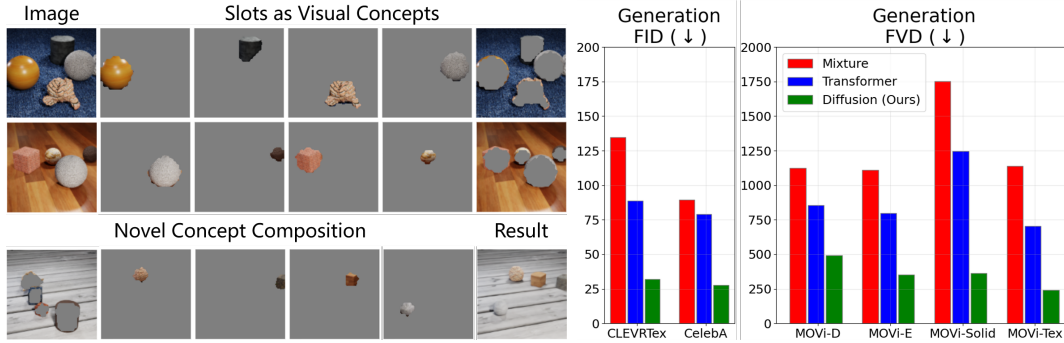 Image
Slots as Visual Concepts
Novel Concept Composition
Result
Generation
FID (↓)
200
175
150
125
100
75
50
25
0
CLEVRTex
CelebA
Generation
FVD (↓)
2000
1750
1500
1250
1000
750
500
250
0
Mixture
Transformer
Diffusion (Ours)
MOVi-D
MOVi-E
MOVi-Solid
MOVi-Tex